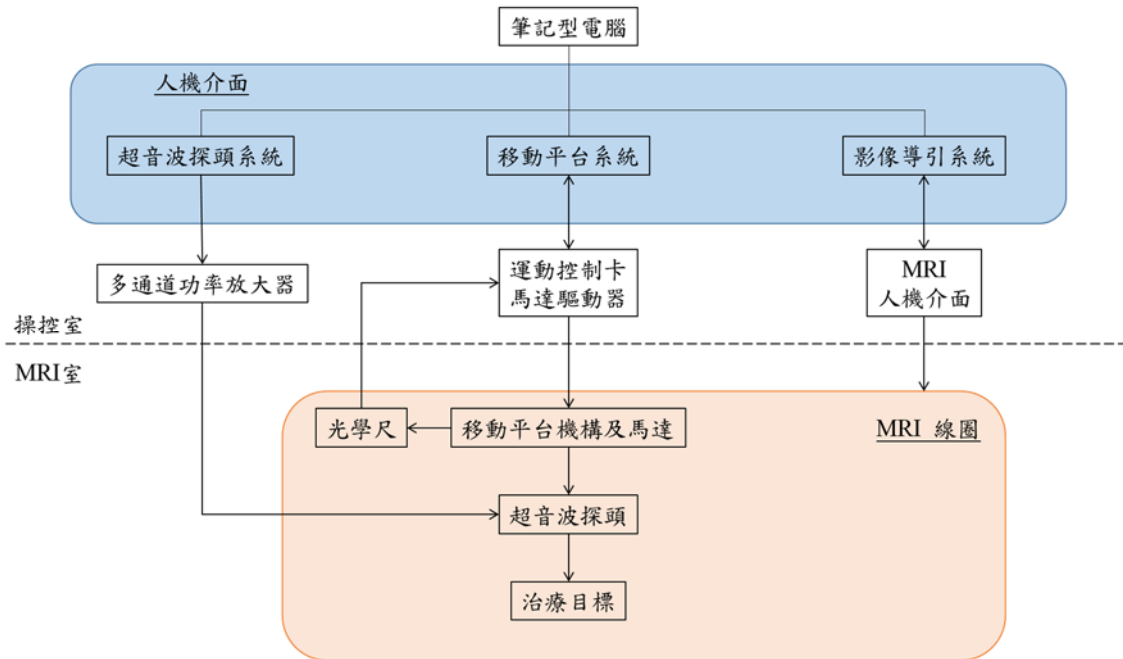 筆記型電腦
人機介面
超音波探頭系統
移動平台系統
影像導引系統
多通道功率放大器
運動控制卡
馬達驅動器
MRI
人機介面
操控室
MRI室
光學尺
移動平台機構及馬達
MRI 線圈
超音波探頭
治療目標